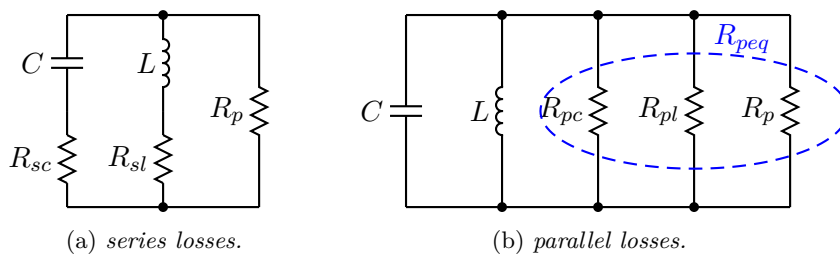 C
L
R_p
R_sc
R_sl
(a) series losses.
R_peq
C
L
R_pc
R_pl
R_p
(b) parallel losses.